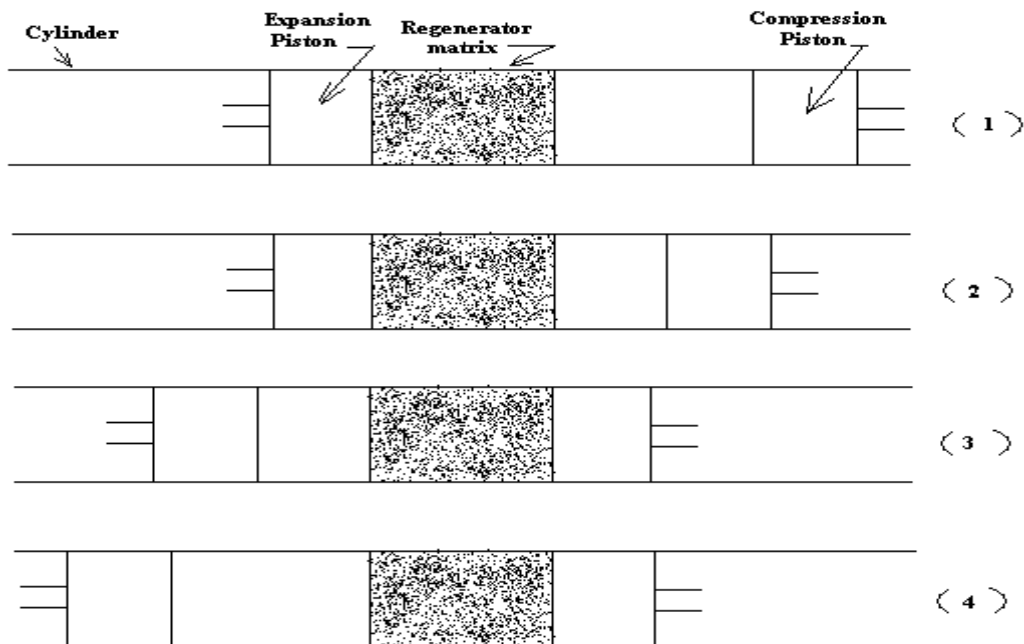 Cylinder
Expansion
Piston
Regenerator
matrix
Compression
Piston
( 1 )
( 2 )
( 3 )
( 4 )